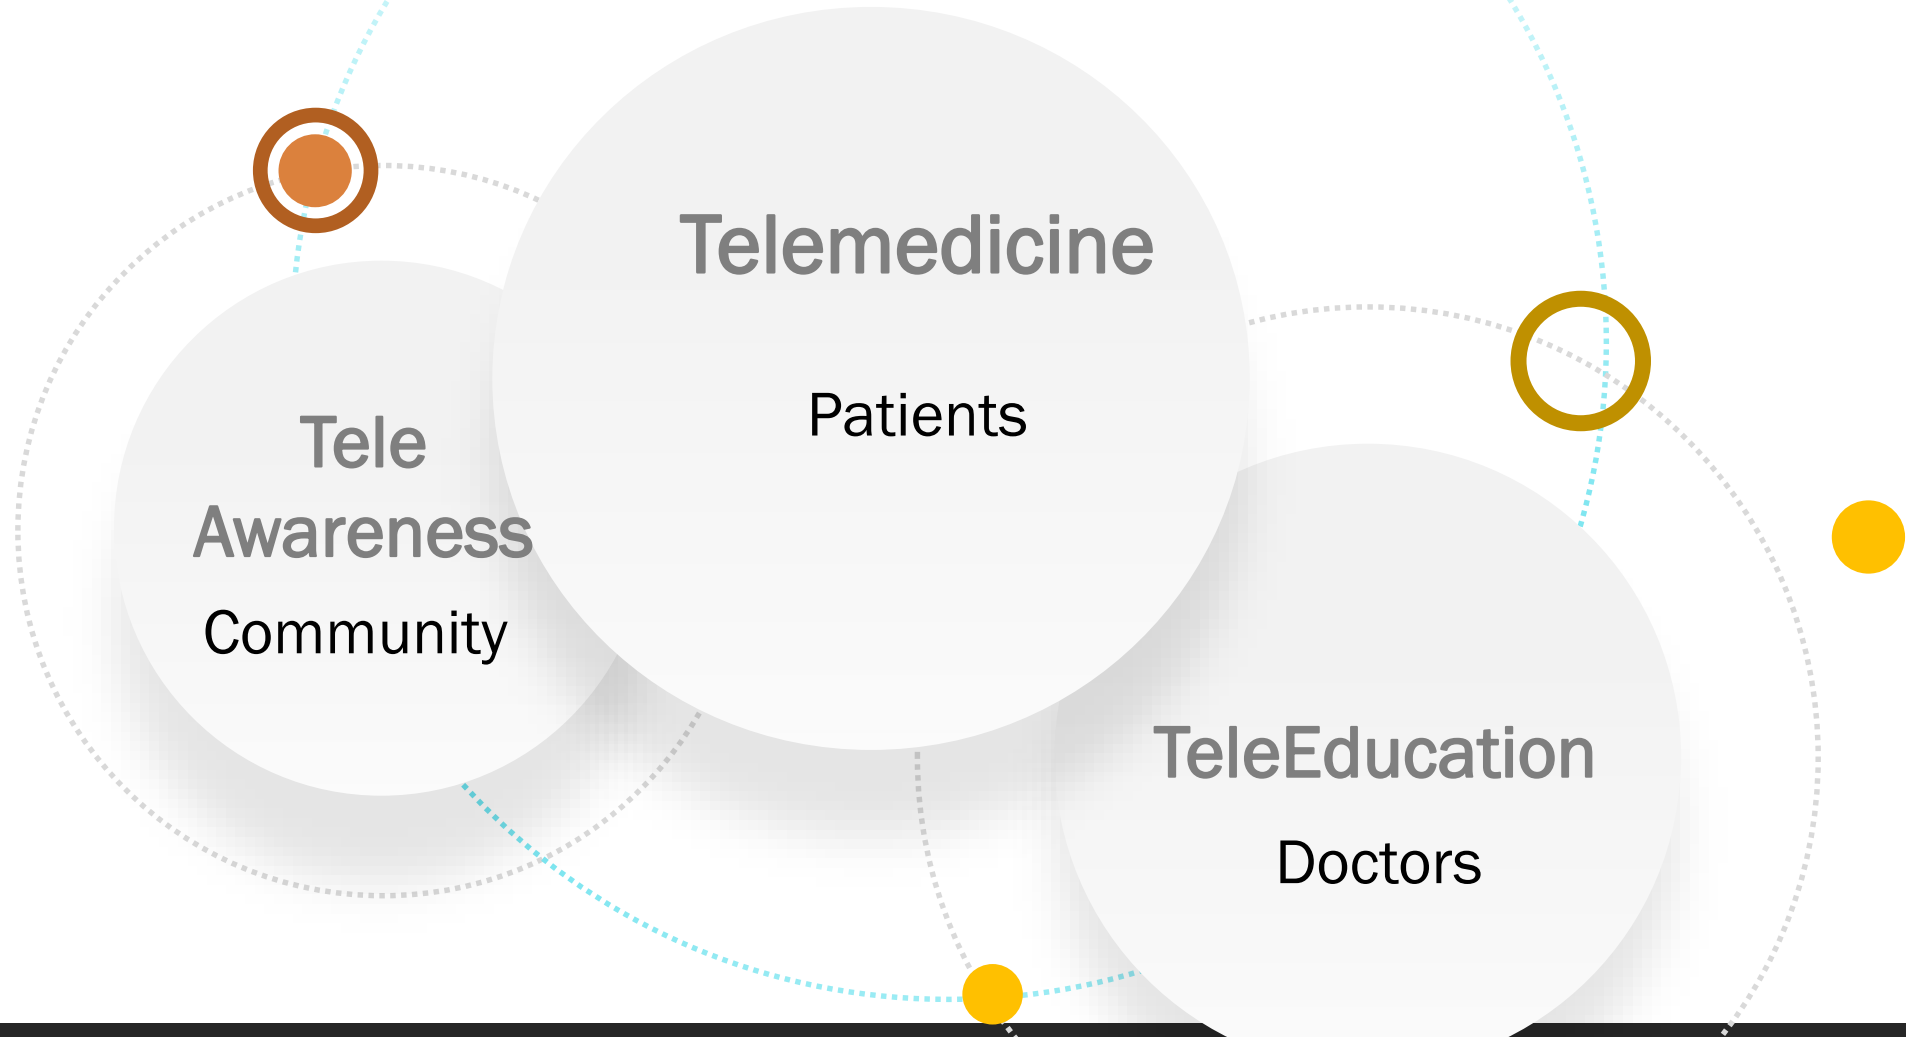 Telemedicine
Patients
Tele
Awareness
Community
TeleEducation
Doctors